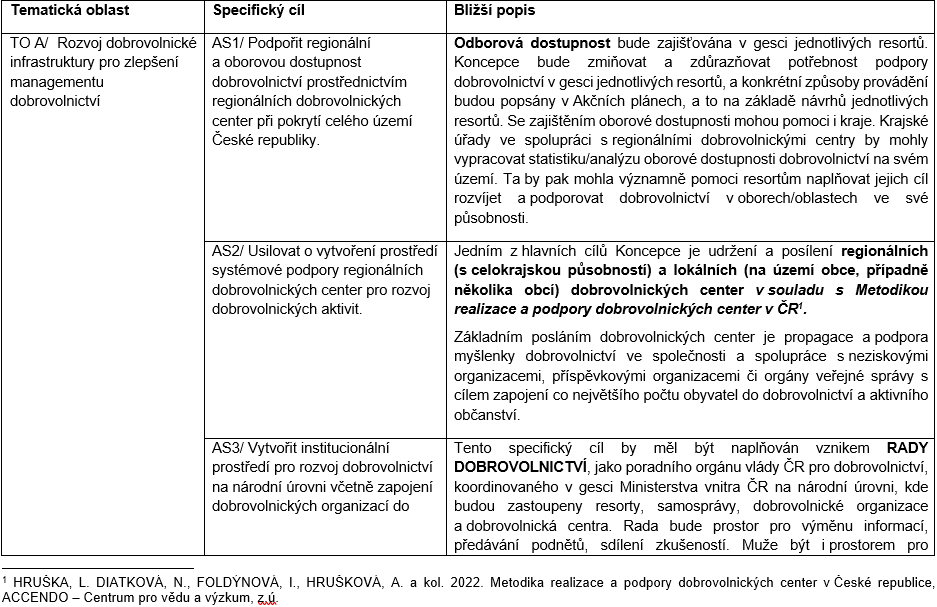 Tematická oblast
Specifický cíl
Bližší popis
TO A/ Rozvoj dobrovolnické
infrastruktury pro zlepšení
managementu
dobrovolnictví
AS1/ Podpořit regionální
a oborovou dostupnost
dobrovolnictví prostřednictvím
regionálních dobrovolnických
center při pokrytí celého území
České republiky.
Odborová dostupnost bude zajišťována v gesci jednotlivých resortů.
Koncepce bude zmiňovat a zdůrazňovat potřebnost podpory
dobrovolnictví v gesci jednotlivých resortů, a konkrétní způsoby provádění
budou popsány v Akčních plánech, a to na základě návrhů jednotlivých
resortů. Se zajištěním oborové dostupnosti mohou pomoci i kraje. Krajské
úřady ve spolupráci s regionálními dobrovolnickými centry by mohly
vypracovat statistiku/analýzu oborové dostupnosti dobrovolnictví na svém
území. Ta by pak mohla významně pomoci resortům naplňovat jejich cíl
rozvíjet a podporovat dobrovolnictví v oborech/oblastech ve své
působnosti.
AS2/ Usilovat o vytvoření prostředí
systémové podpory regionálních
dobrovolnických center pro rozvoj
dobrovolnických aktivit.
Jedním z hlavních cílů Koncepce je udržení a posílení regionálních
(s celokrajskou působností) a lokálních (na území obce, případně
několika obcí) dobrovolnických center v souladu s Metodikou
realizace a podpory dobrovolnických center v ČR¹.
Základním posláním dobrovolnických center je propagace a podpora
myšlenky dobrovolnictví ve společnosti a spolupráce s neziskovými
organizacemi, příspěvkovými organizacemi či orgány veřejné správy s
cílem zapojení co největšího počtu obyvatel do dobrovolnictví a aktivního
občanství.
AS3/ Vytvořit institucionální
prostředí pro rozvoj dobrovolnictví
na národní úrovni včetně zapojení
dobrovolnických organizací do
Tento specifický cíl by měl být naplňován vznikem RADY
DOBROVOLNICTVÍ, jako poradního orgánu vlády ČR pro dobrovolnictví,
koordinovaného v gesci Ministerstva vnitra ČR na národní úrovni, kde
budou zastoupeny resorty, samosprávy, dobrovolnické organizace
a dobrovolnická centra. Rada bude prostor pro výměnu informací,
předávání podnětů, sdílení zkušeností. Muže být i prostorem pro
¹ HRUŠKA, L. DIATKOVÁ, N., FOLDYNOVÁ, I., HRUŠKOVÁ, A. a kol. 2022. Metodika realizace a podpory dobrovolnických center v České republice,
ACCENDO – Centrum pro vědu a výzkum, z.ú.